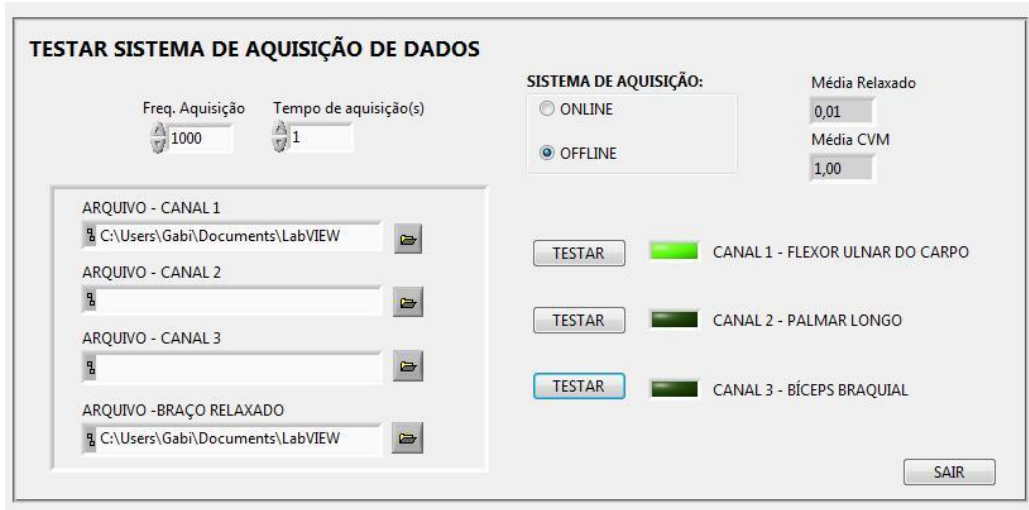 TESTAR SISTEMA DE AQUISIÇÃO DE DADOS
Freq. Aquisição
1000
Tempo de aquisição(s)
1
SISTEMA DE AQUISIÇÃO:
ONLINE
OFFLINE
Média Relaxado
0,01
Média CVM
1,00
ARQUIVO - CANAL 1
C:\Users\Gabi\Documents\LabVIEW
ARQUIVO - CANAL 2
ARQUIVO - CANAL 3
ARQUIVO -BRAÇO RELAXADO
C:\Users\Gabi\Documents\LabVIEW
TESTAR
CANAL 1 - FLEXOR ULNAR DO CARPO
TESTAR
CANAL 2 - PALMAR LONGO
TESTAR
CANAL 3 - BÍCEPS BRAQUIAL
SAIR